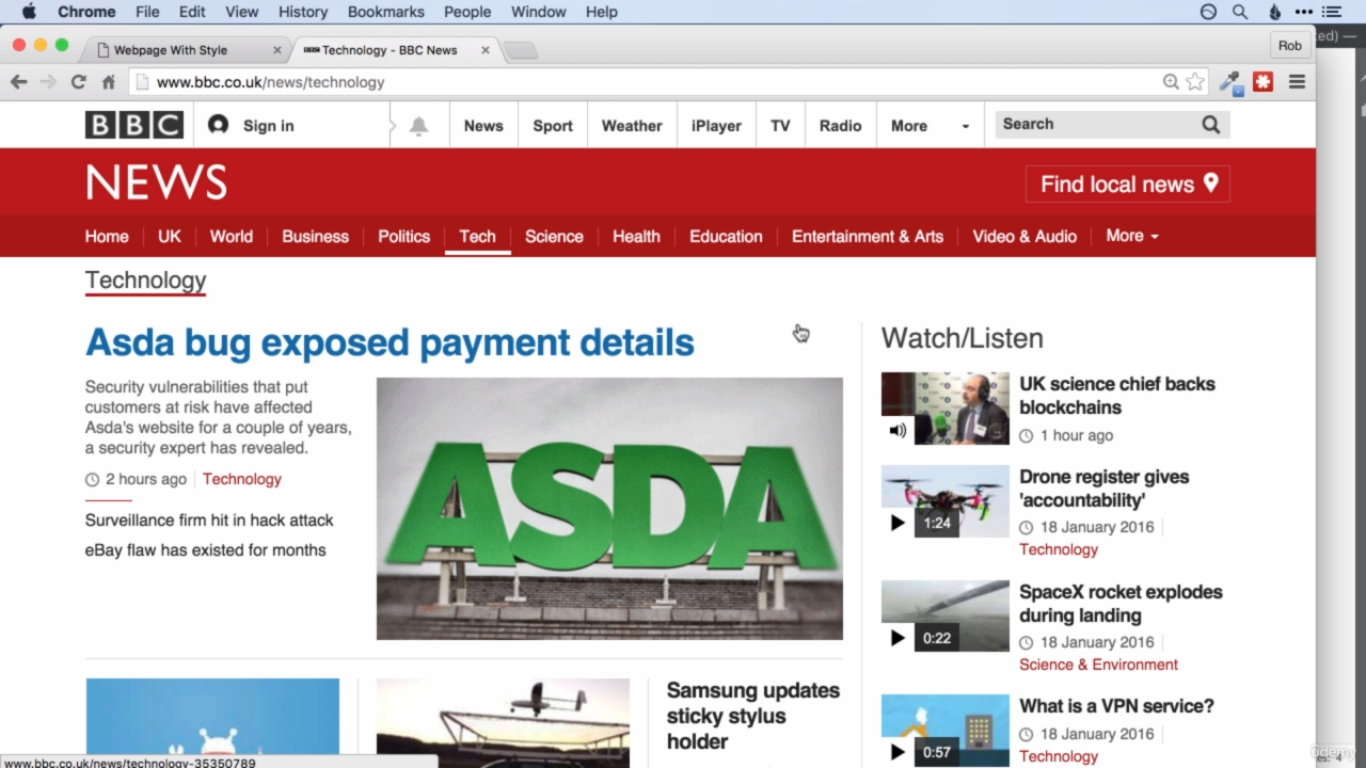 Chrome File Edit View History Bookmarks People Window Help
ed) —
Webpage With Style
BBC NEWS Technology - BBC News
Rob
www.bbc.co.uk/news/technology
BBC Sign in News Sport Weather iPlayer TV Radio More Search
NEWS
Find local news
Home UK World Business Politics Tech Science Health Education Entertainment & Arts Video & Audio More
Technology
Asda bug exposed payment details
Security vulnerabilities that put
customers at risk have affected
Asda's website for a couple of years,
a security expert has revealed.
2 hours ago Technology
Surveillance firm hit in hack attack
eBay flaw has existed for months
ASDA
Watch/Listen
UK science chief backs
blockchains
1 hour ago
Drone register gives
'accountability'
1:24
18 January 2016
Technology
SpaceX rocket explodes
during landing
0:22
18 January 2016
Science & Environment
What is a VPN service?
0:57
18 January 2016
Technology
Samsung updates
sticky stylus
holder
www.bbc.co.uk/news/technology-35350789
Udemy
es: 4